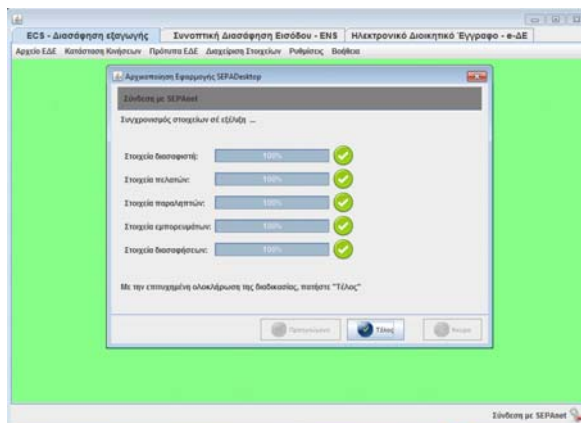 ECS - Διασάφηση εξαγωγής Συνοπτική Διασάφηση Εισόδου - ENS Ηλεκτρονικό Διοικητικό Έγγραφο - e-ΔΕ
Αρχείο ΕΔΕ Κατάσταση Κινήσεων Πρότυπα ΕΔΕ Διαχείριση Στοιχείων Ρυθμίσεις Βοήθεια
Αρχικοποίηση Εφαρμογής SEPADesktop
Σύνδεση με SEPAnet
Συγχρονισμός στοιχείων σέ εξέλιξη ...
Στοιχεία διασαφιστή: 100%
Στοιχεία πελατών: 100%
Στοιχεία παραληπτών: 100%
Στοιχεία εμπορευμάτων: 100%
Στοιχεία διασαφήσεων: 100%
Με την επιτυχημένη ολοκλήρωση της διαδικασίας, πατήστε "Τέλος"
Προηγούμενο Τέλος Άκυρο
Σύνδεση με SEPAnet